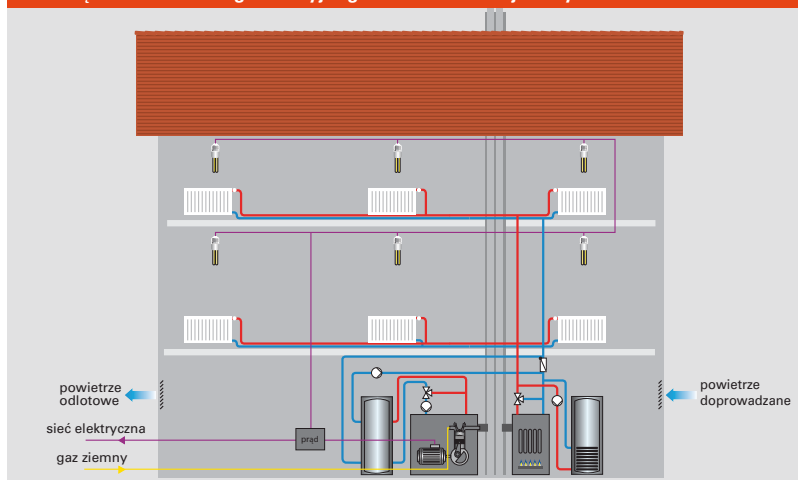 powietrze
odlotowe
powietrze
doprowadzane
sieć elektryczna
prąd
gaz ziemny